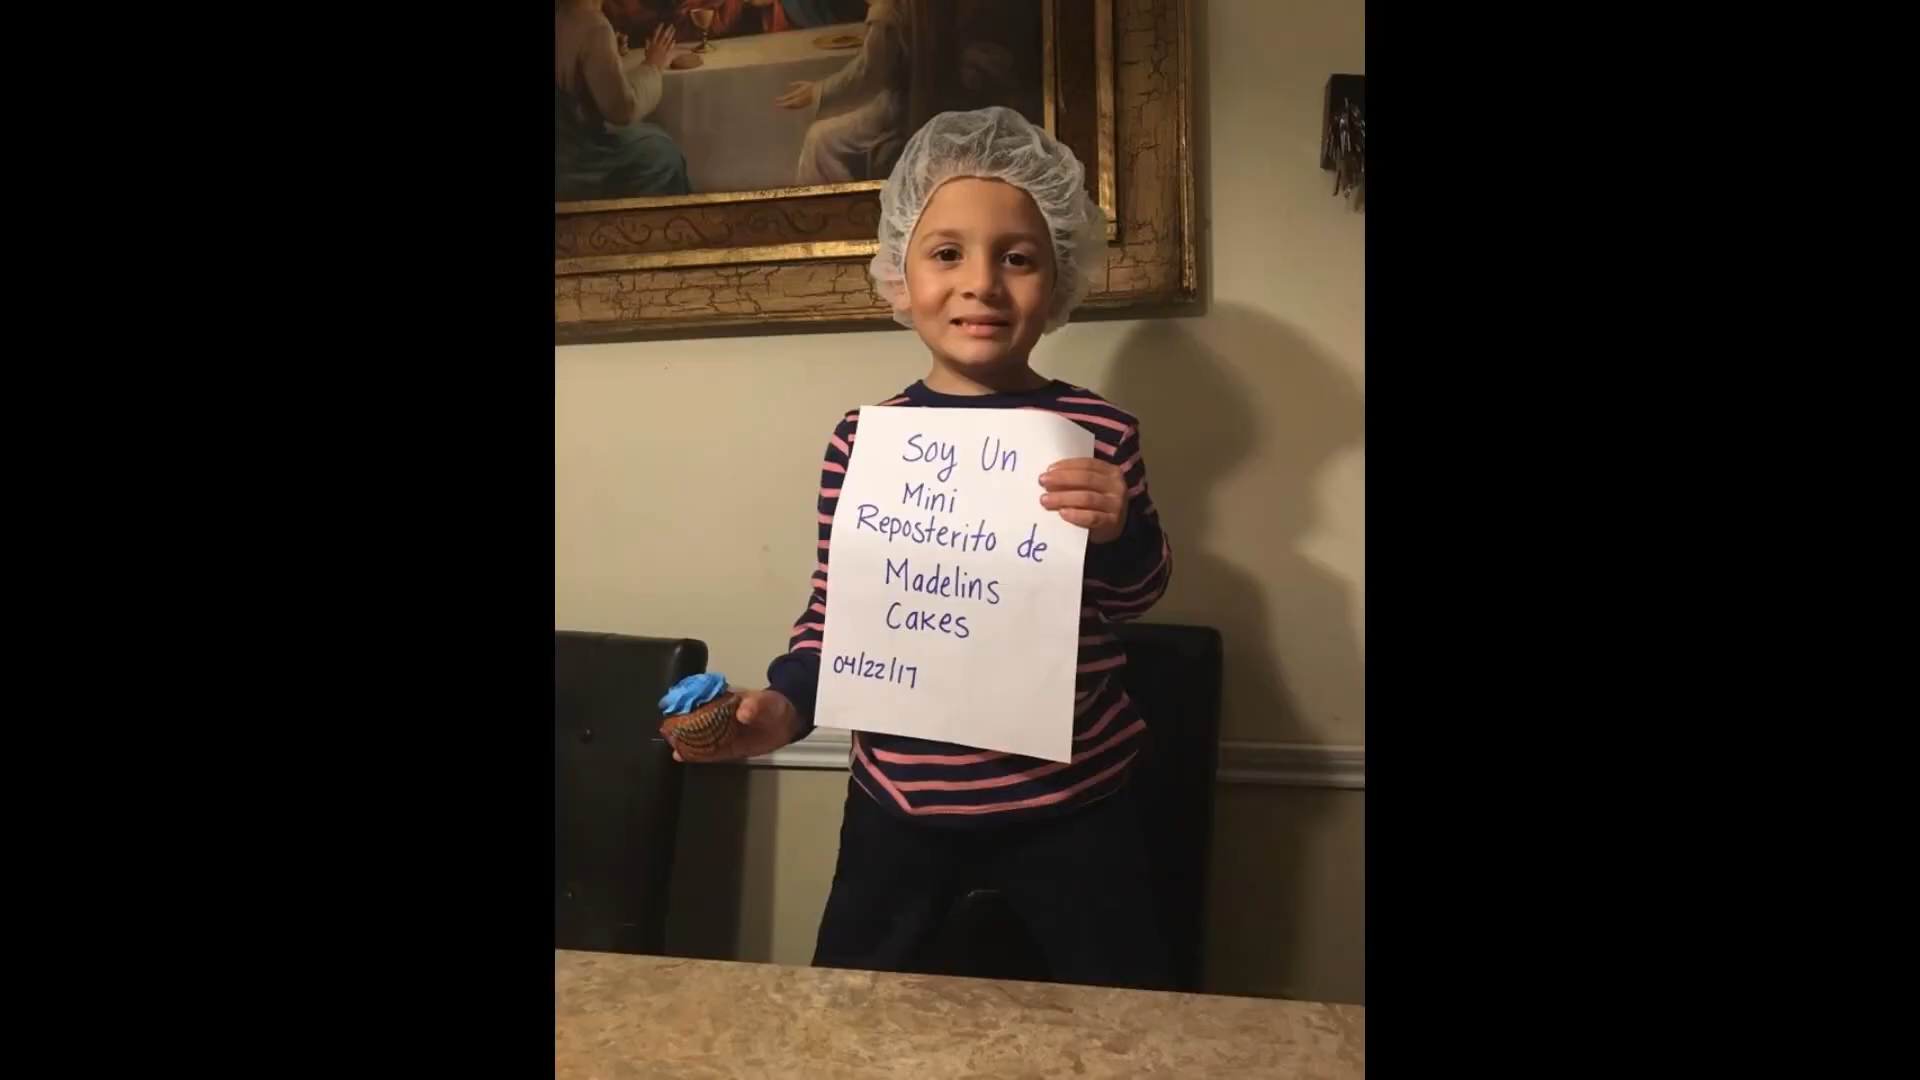 Soy Un
Mini
Reposterito de
Madelins
Cakes
04/22/17